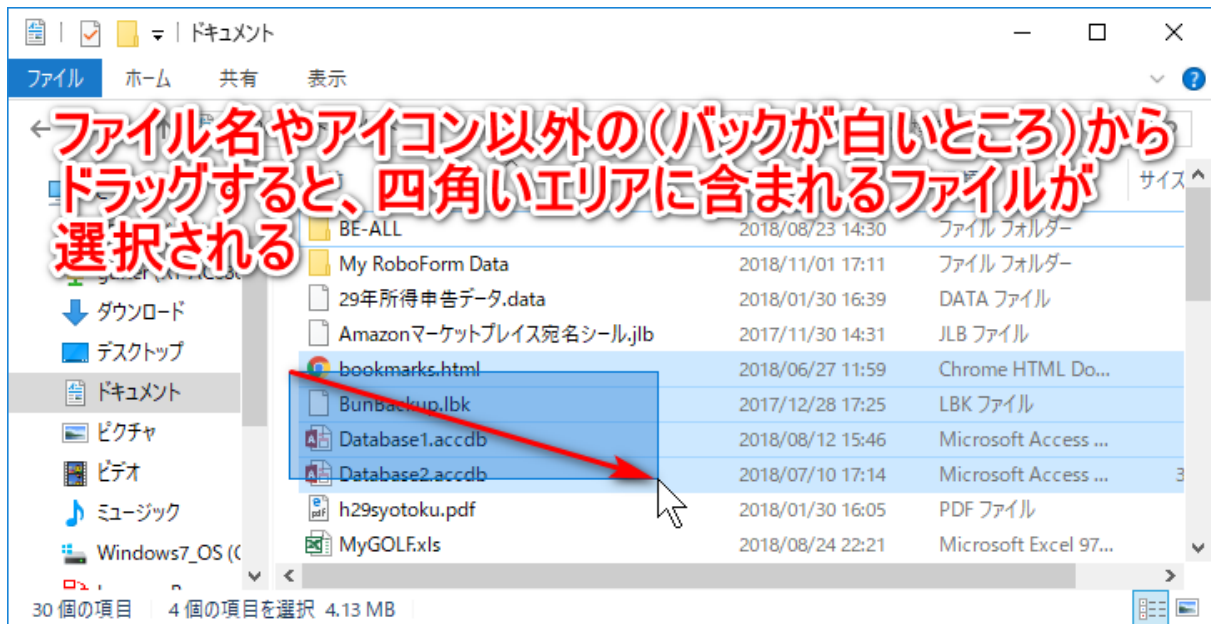 ドキュメント
ファイル ホーム 共有 表示
ファイル名やアイコン以外の（バックが白いところ）から
ドラッグすると、四角いエリアに含まれるファイルが
選択される
サイズ
BE-ALL 2018/08/23 14:30 ファイル フォルダー
My RoboForm Data 2018/11/01 17:11 ファイル フォルダー
ダウンロード
29年所得申告データ.data 2018/01/30 16:39 DATA ファイル
Amazonマーケットプレイス宛名シール.jlb 2017/11/30 14:31 JLB ファイル
デスクトップ
bookmarks.html 2018/06/27 11:59 Chrome HTML Do...
ドキュメント
BunBackup.lbk 2017/12/28 17:25 LBK ファイル
ピクチャ
Database1.accdb 2018/08/12 15:46 Microsoft Access ...
ビデオ
Database2.accdb 2018/07/10 17:14 Microsoft Access ... 3
ミュージック
h29syotoku.pdf 2018/01/30 16:05 PDF ファイル
Windows7_OS (C
MyGOLF.xls 2018/08/24 22:21 Microsoft Excel 97...
30 個の項目 4 個の項目を選択 4.13 MB